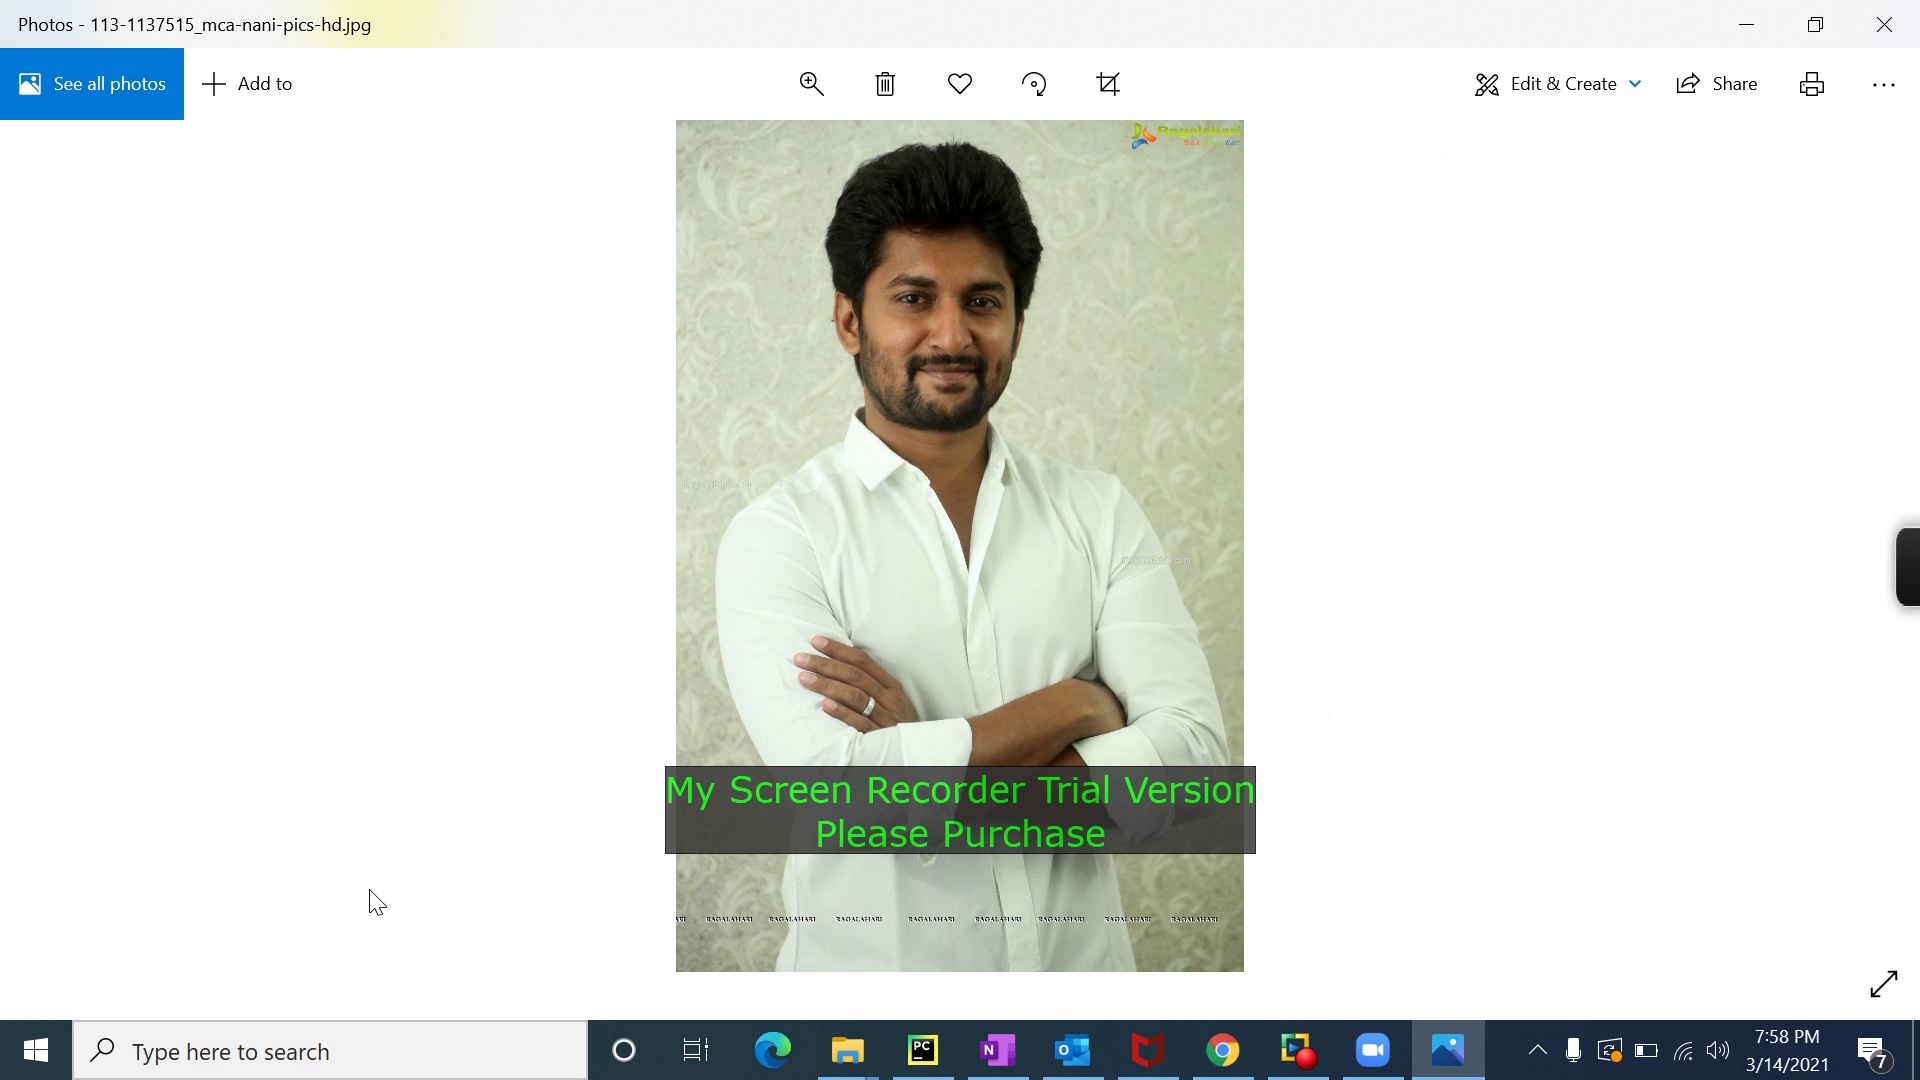 Photos - 113-1137515_mca-nani-pics-hd.jpg
See all photos
Add to
Edit & Create
Share
Ragalahari
My Screen Recorder Trial Version
Please Purchase
RAGALAHARI RAGALAHARI RAGALAHARI RAGALAHARI RAGALAHARI RAGALAHARI RAGALAHARI RAGALAHARI
Type here to search
PC
N
O
7:58 PM
3/14/2021
7